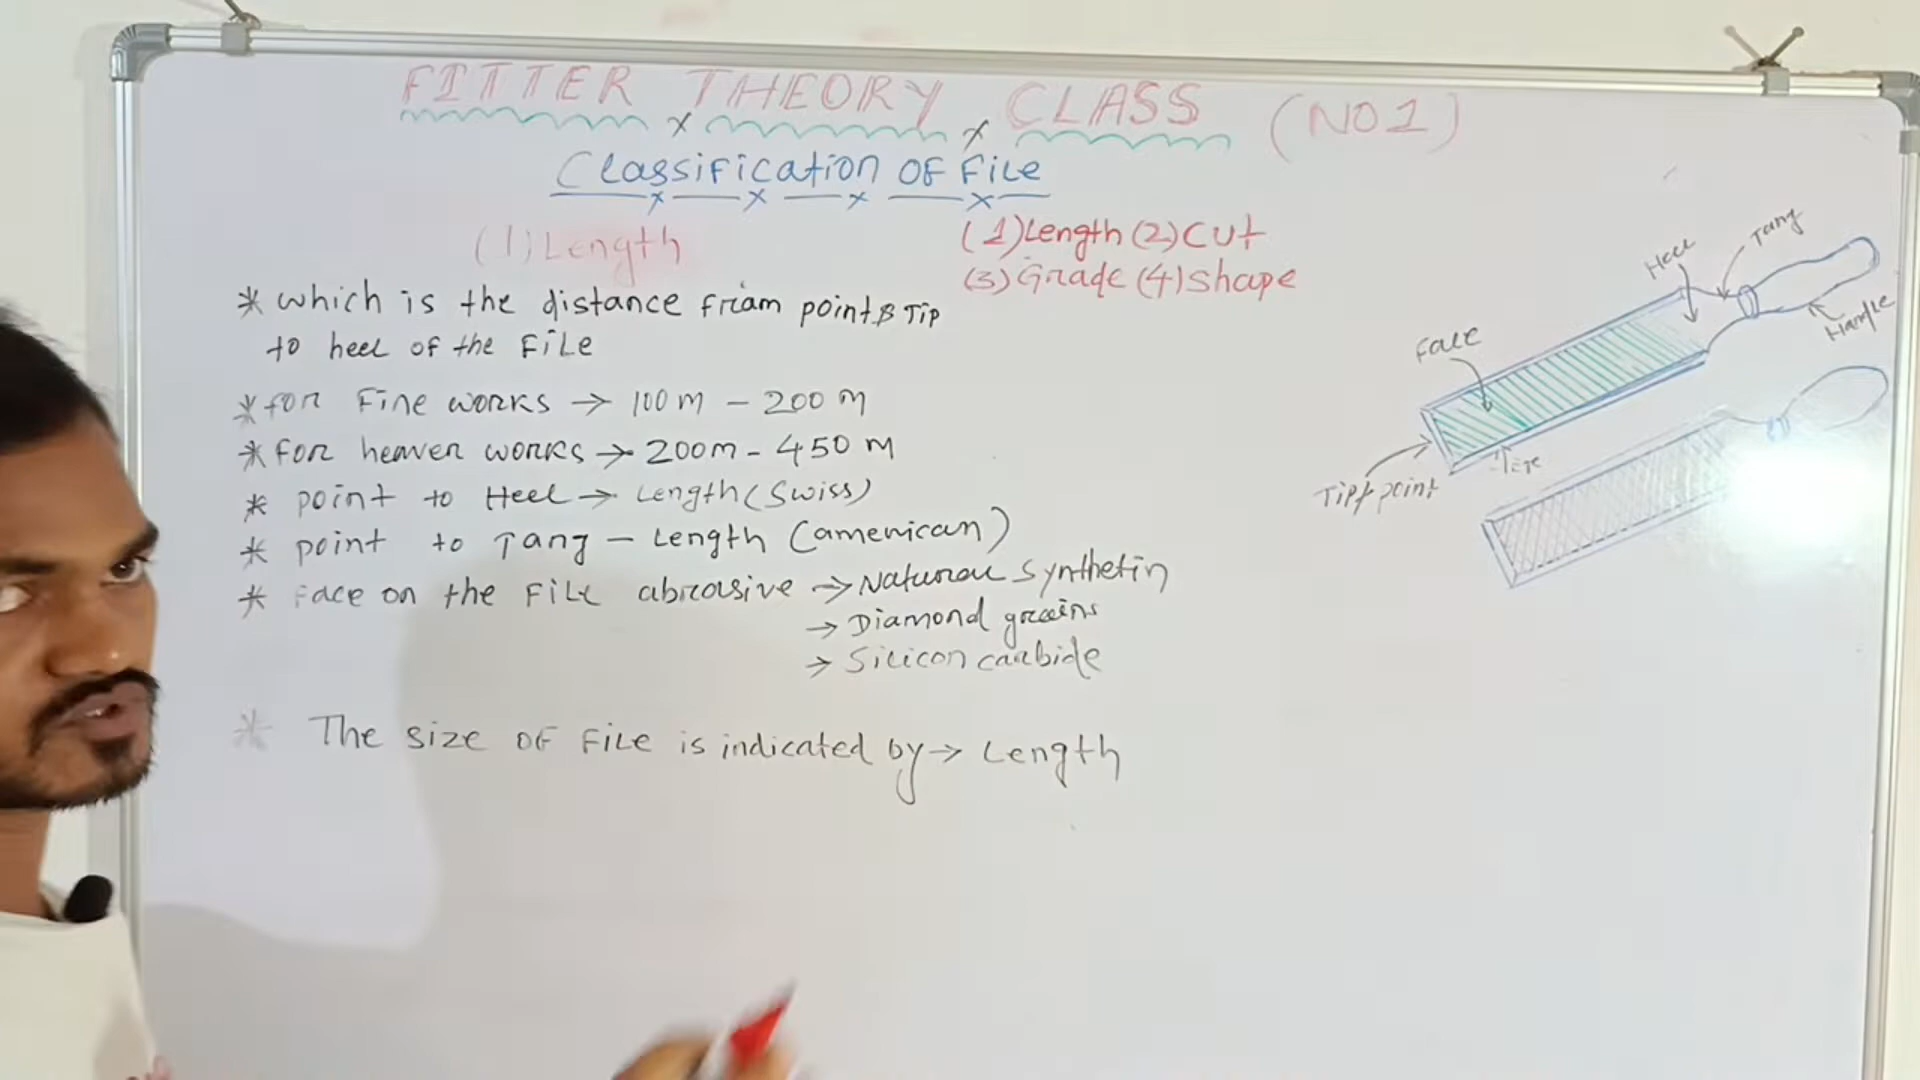 FITTER THEORY CLASS (NO1)
Classification OF File
(1) Length
(1) Length (2) Cut
(3) Grade (4) Shape
* which is the distance from point & Tip
to heel of the File
* for Fine works → 100 m - 200 m
* for heaver works → 200m - 450 m
* point to Heel → Length (Swiss)
* point to Tang - Length (American)
* Face on the File abrasive → Natural Synthetin
→ Diamond grains
→ Silicon carbide
* The size OF File is indicated by → Length
Face
Heel
Tang
Handle
Tip & point